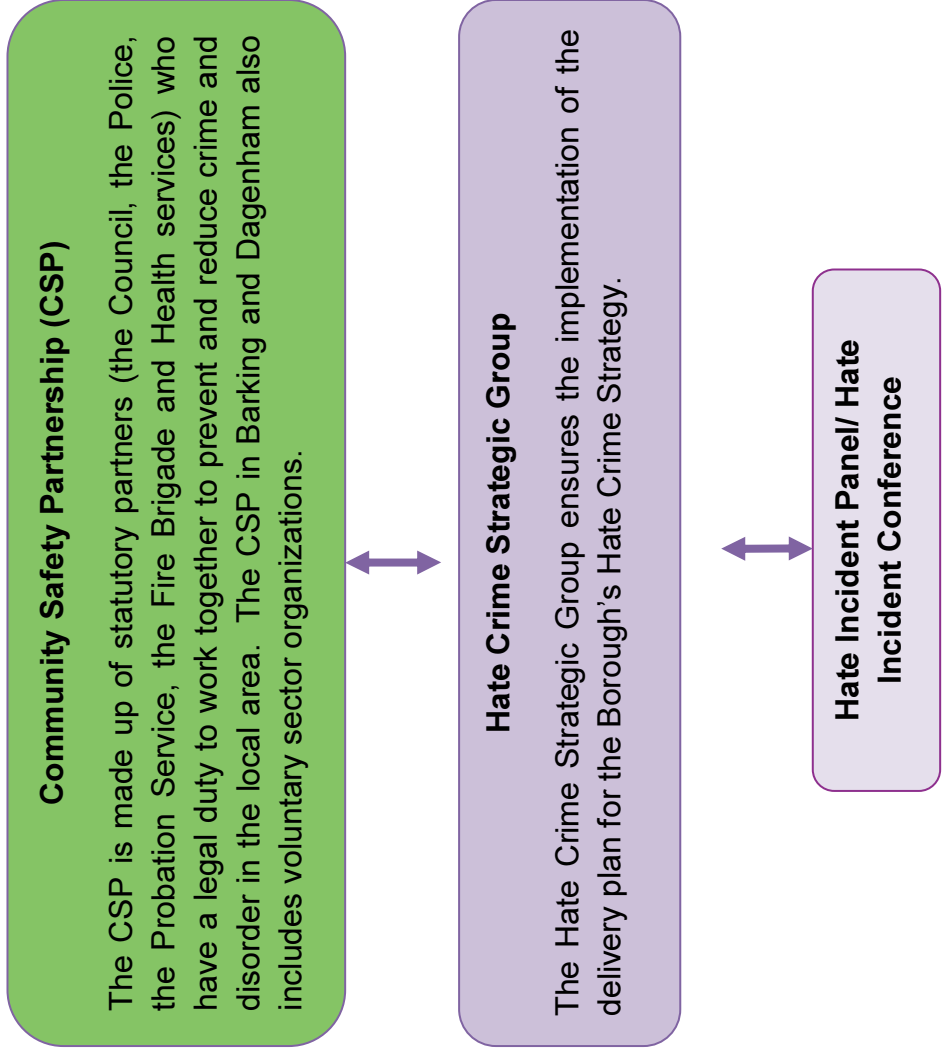 Community Safety Partnership (CSP)
The CSP is made up of statutory partners (the Council, the Police,
the Probation Service, the Fire Brigade and Health services) who
have a legal duty to work together to prevent and reduce crime and
disorder in the local area. The CSP in Barking and Dagenham also
includes voluntary sector organizations.
Hate Crime Strategic Group
The Hate Crime Strategic Group ensures the implementation of the
delivery plan for the Borough’s Hate Crime Strategy.
Hate Incident Panel/ Hate
Incident Conference